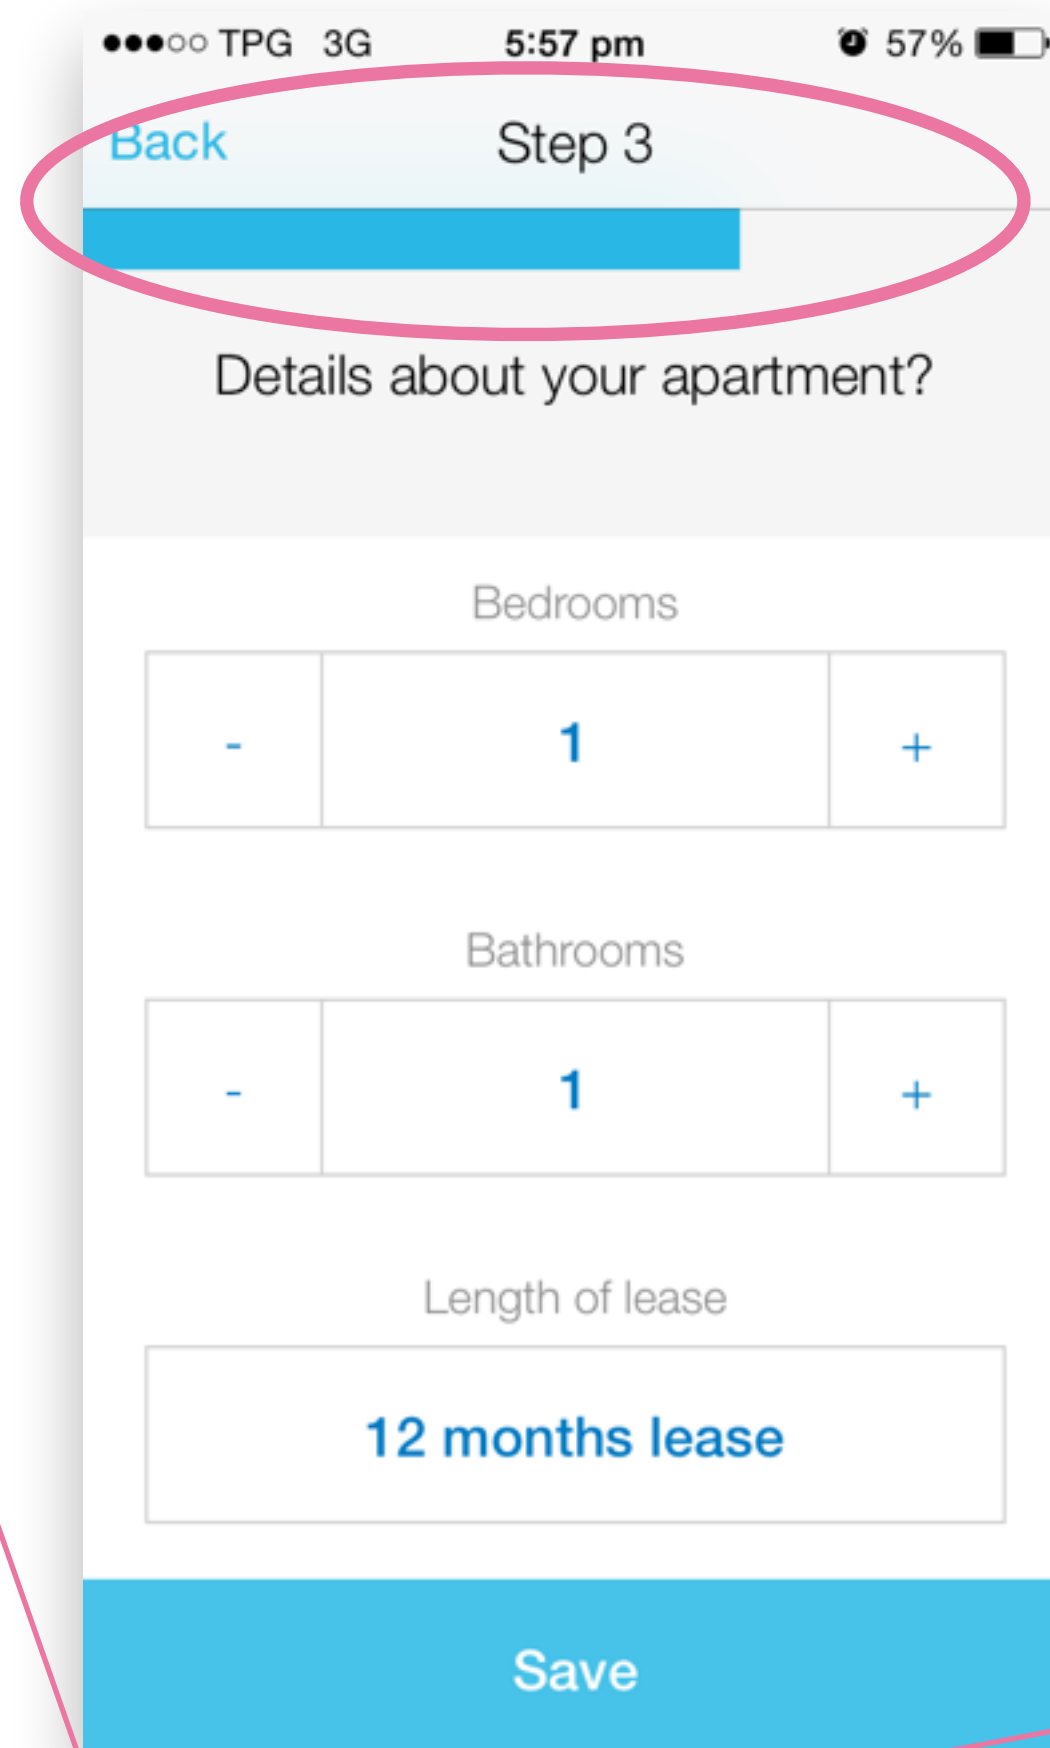 TPG 3G 5:57 pm 57%
Back Step 3
Details about your apartment?
Bedrooms
- 1 +
Bathrooms
- 1 +
Length of lease
12 months lease
Save